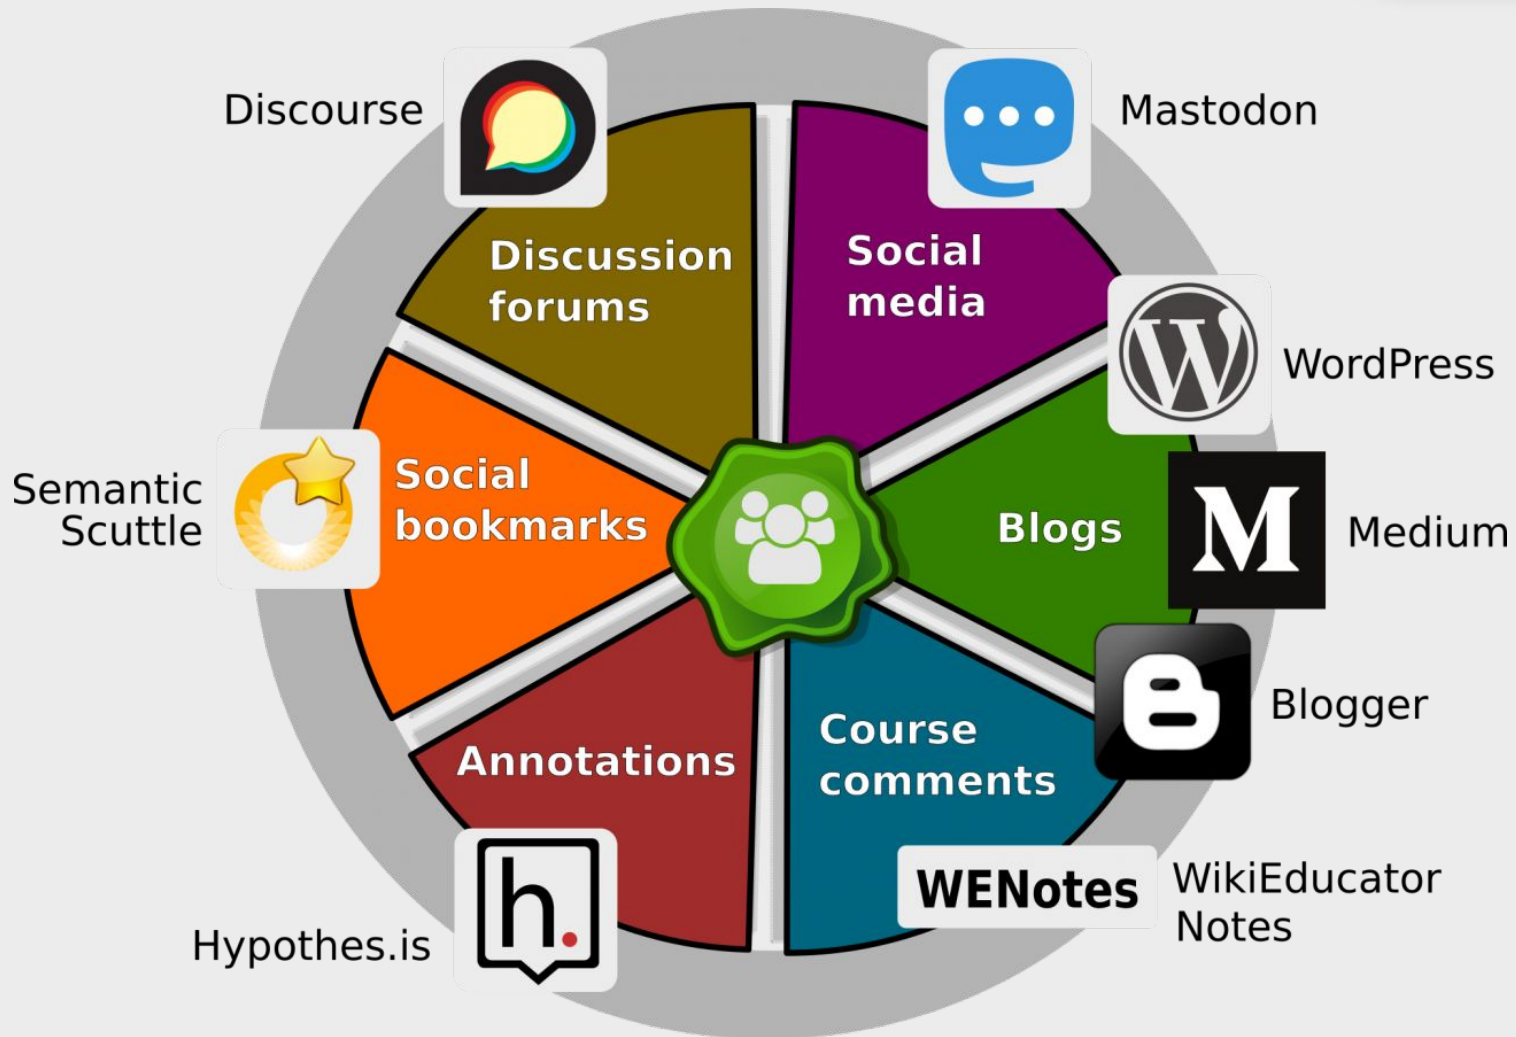 Discourse
Mastodon
Discussion
forums
Social
media
WordPress
Semantic
Scuttle
Social
bookmarks
Blogs
M
Medium
Blogger
Annotations
Course
comments
WENotes
WikiEducator
Notes
h.
Hypothes.is